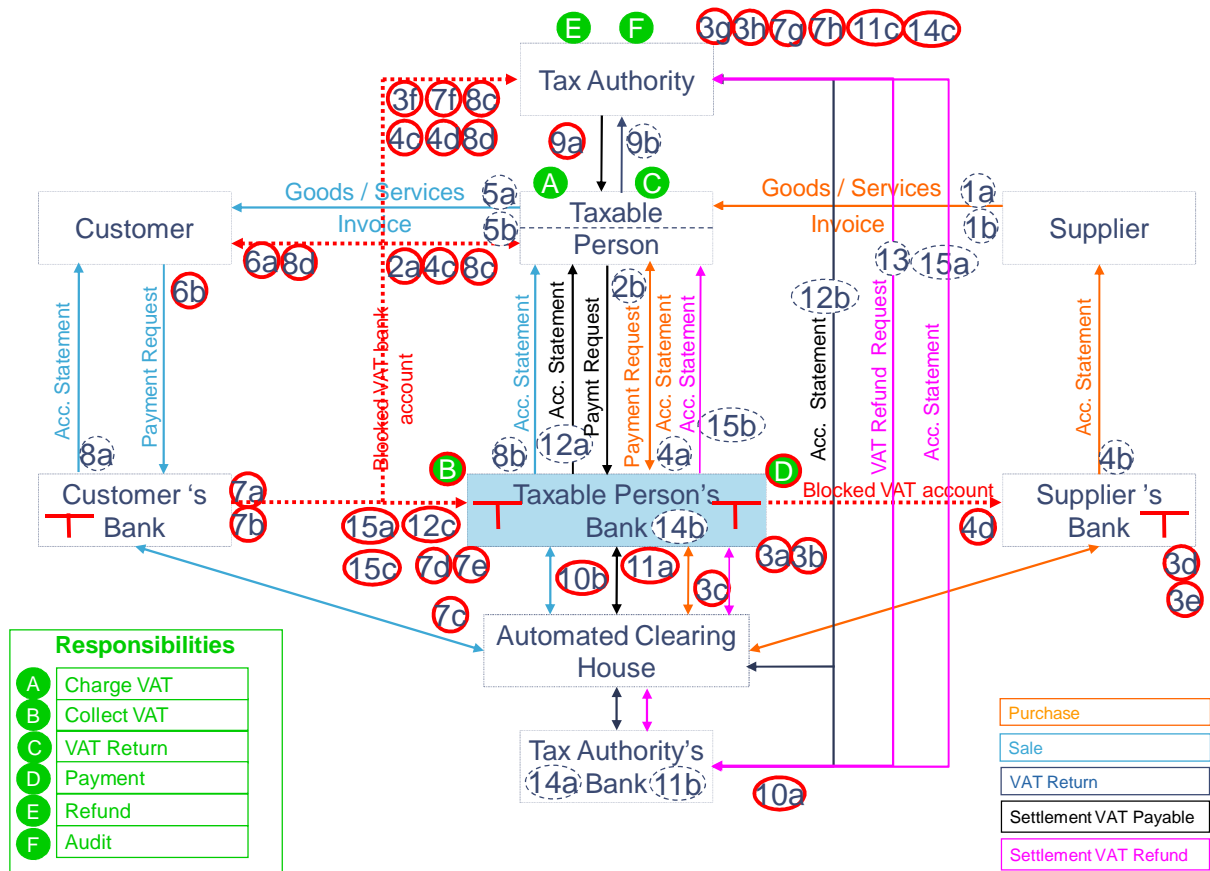 E F 3g 3h 7g 7h 11c 14c
Tax Authority
3f 7f 8c
4c 4d 8d
9a 9b
A C
Goods / Services 5a
Invoice 5b
Customer
Taxable
Person
Goods / Services 1a
Invoice 1b
Supplier
6a 8d
2a 4c 8c
6b
2b
13 15a
12b
Acc. Statement
Payment Request
Blocked VAT bank
account
Acc. Statement
Acc. Statement
Paymt Request
Payment Request
Acc. Statement
Acc. Statement
Acc. Statement
VAT Refund Request
Acc. Statement
Acc. Statement
8a
8b 12a 4a 15b
4b
B D
Customer 's
Bank
7a
7b
Taxable Person's
Bank 14b
Blocked VAT account
4d
Supplier 's
Bank
15a 12c
15c 7d 7e
10b 11a 3c
3a 3b
3d
3e
7c
Automated Clearing
House
Tax Authority's
14a Bank 11b
10a
Responsibilities
A Charge VAT
B Collect VAT
C VAT Return
D Payment
E Refund
F Audit
Purchase
Sale
VAT Return
Settlement VAT Payable
Settlement VAT Refund